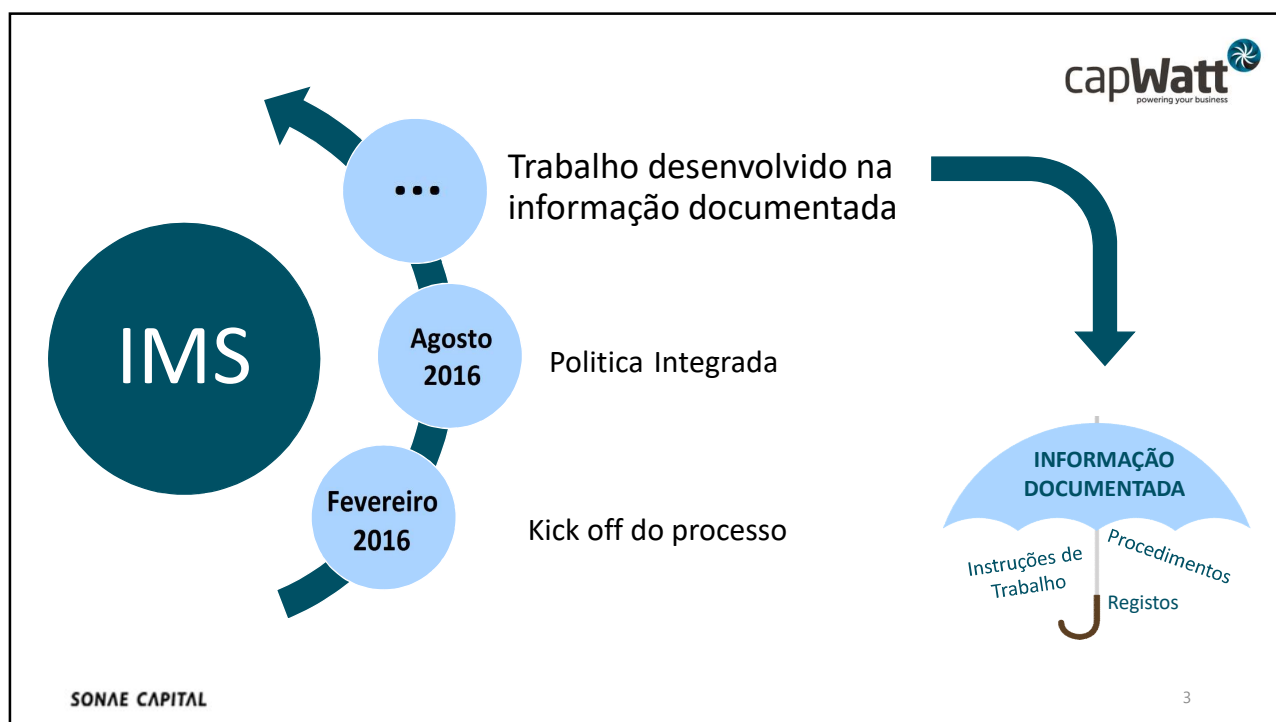 capWatt
powering your business
...
Trabalho desenvolvido na
informação documentada
IMS
Agosto
2016
Politica Integrada
Fevereiro
2016
Kick off do processo
INFORMAÇÃO
DOCUMENTADA
Instruções de
Trabalho
Procedimentos
Registos
SONAE CAPITAL
3